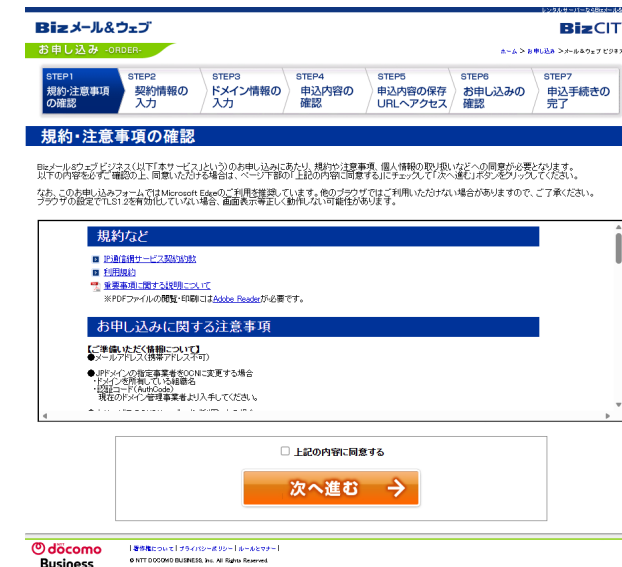 レンタルサーバーならBizメール&
Bizメール&ウェブ
BizCIT
お申し込み -ORDER-
ホーム > お申し込み >メール&ウェブ ビジネス
STEP1 規約・注意事項の確認
STEP2 契約情報の入力
STEP3 ドメイン情報の入力
STEP4 申込内容の確認
STEP5 申込内容の保存 URLへアクセス
STEP6 お申し込みの確認
STEP7 申込手続きの完了
規約・注意事項の確認
Bizメール&ウェブ ビジネス(以下「本サービス」という)のお申し込みにあたり、規約や注意事項、個人情報の取り扱いなどへの同意が必要となります。
以下の内容を必ずご確認の上、同意いただける場合は、ページ下部の「上記の内容に同意する」にチェックして「次へ進む」ボタンをクリックしてください。
なお、このお申し込みフォームではMicrosoft Edgeのご利用を推奨しています。他のブラウザではご利用いただけない場合がありますので、ご了承ください。
ブラウザの設定でTLS1.2を有効化していない場合、画面表示等正しく動作しない可能性があります。
規約など
IP通信網サービス契約約款
利用規約
重要事項に関する説明について
※PDFファイルの閲覧・印刷にはAdobe Readerが必要です。
お申し込みに関する注意事項
【ご準備いただく情報について】
●メールアドレス(携帯アドレス不可)
●JPドメインの指定事業者をOCNに変更する場合
・ドメインを所有している組織名
・認証コード(AuthCode)
現在のドメイン管理事業者より入手してください。
上記の内容に同意する
次へ進む
NTT docomo Business
| 著作権について | プライバシーポリシー | ルールとマナー |
© NTT DOCOMO BUSINESS, Inc. All Rights Reserved.